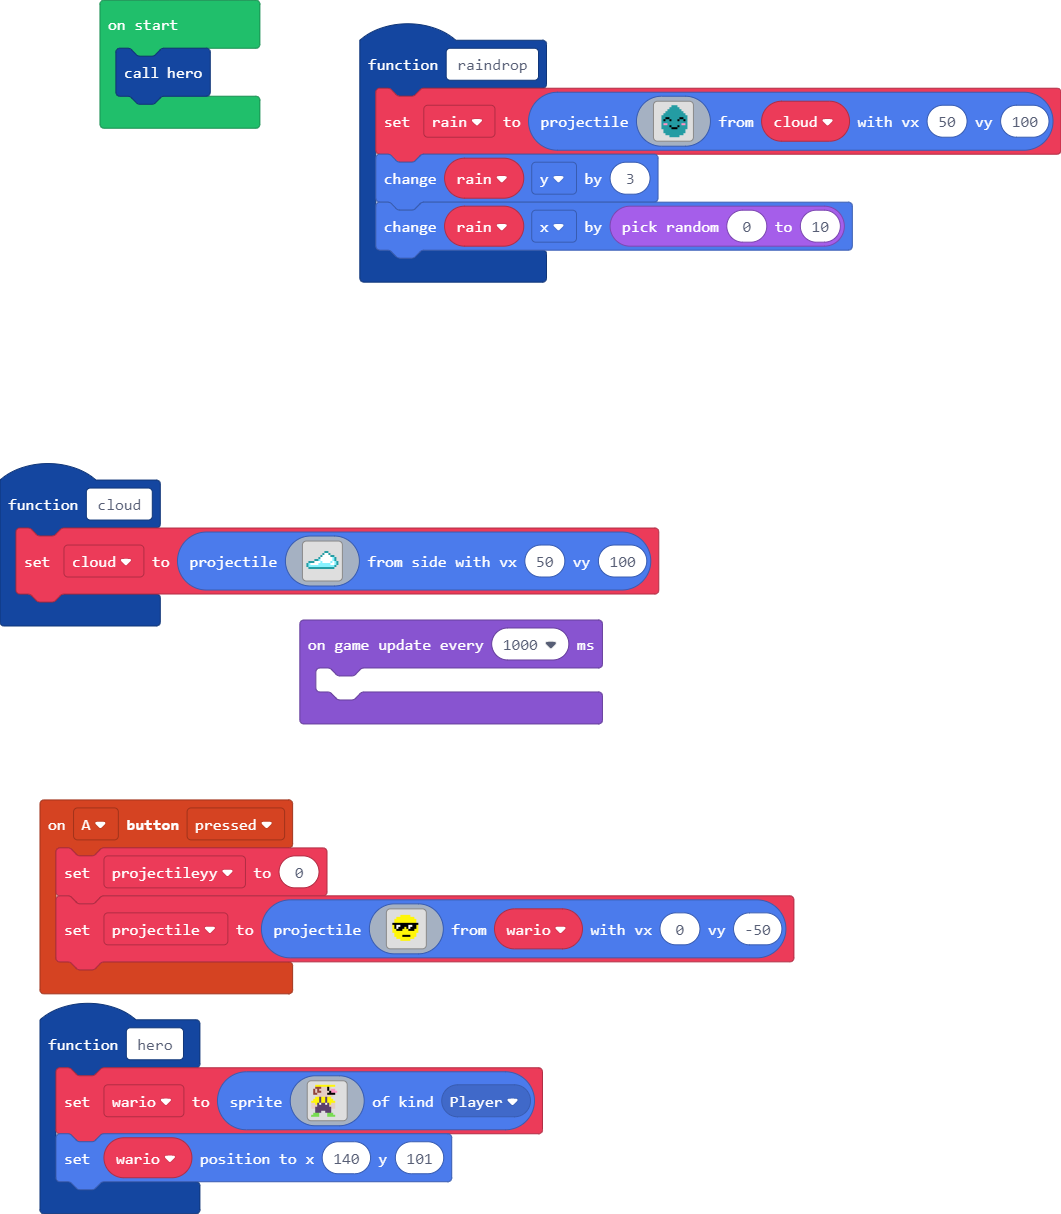 on start
call hero
function raindrop
set rain to projectile from cloud with vx 50 vy 100
change rain y by 3
change rain x by pick random 0 to 10
function cloud
set cloud to projectile from side with vx 50 vy 100
on game update every 1000 ms
on A button pressed
set projectileyy to 0
set projectile to projectile from wario with vx 0 vy -50
function hero
set wario to sprite of kind Player
set wario position to x 140 y 101